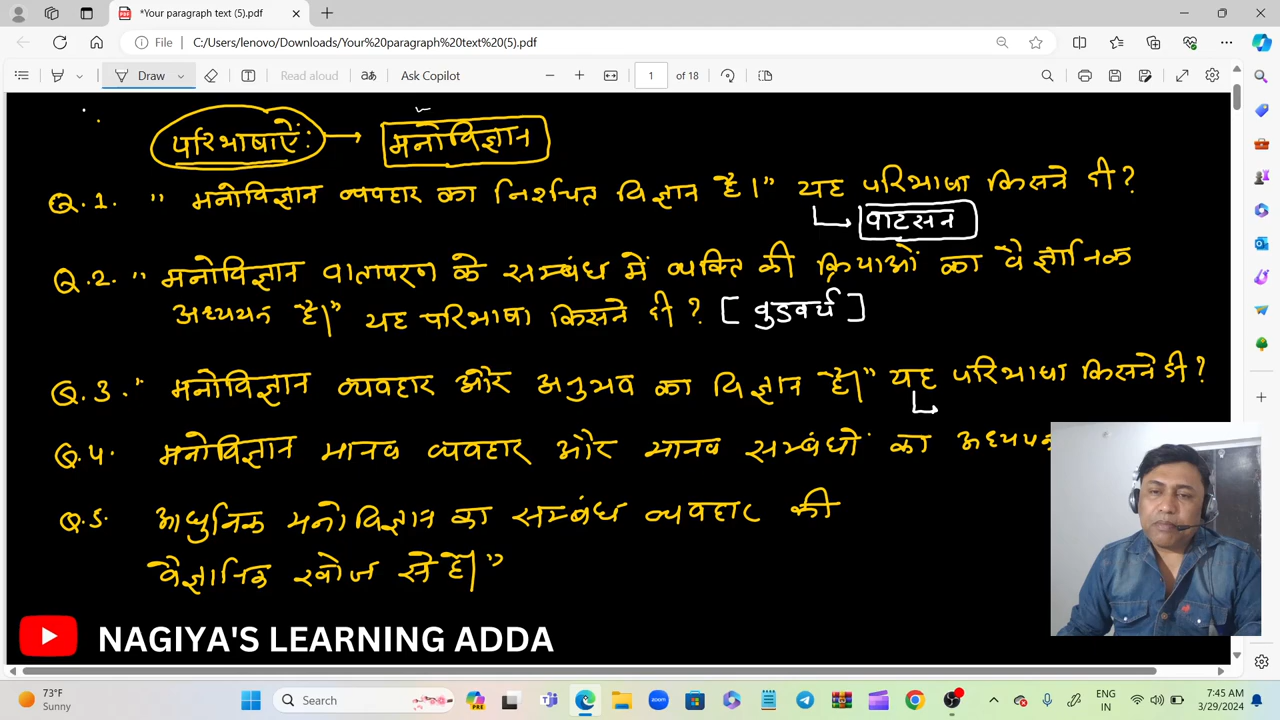 *Your paragraph text (5).pdf
File C:/Users/lenovo/Downloads/Your%20paragraph%20text%20(5).pdf
Draw Read aloud Ask Copilot 1 of 18
परिभाषाऐं: → मनोविज्ञान
Q.1. " मनोविज्ञान व्यवहार का निश्चित विज्ञान है।" यह परिभाषा किसने दी?
वाटसन
Q.2. " मनोविज्ञान वातावरण के सम्बंध में व्यक्ति की क्रियाओं का वैज्ञानिक
अध्ययन है।" यह परिभाषा किसने दी? [ वुडवर्थ ]
Q.3. " मनोविज्ञान व्यवहार और अनुभव का विज्ञान है।" यह परिभाषा किसने दी?
Q.4. मनोविज्ञान मानव व्यवहार और मानव सम्बंधो का अध्ययन
Q.5. आधुनिक मनोविज्ञान का सम्बंध व्यवहार की
वैज्ञानिक खोज से है।"
NAGIYA'S LEARNING ADDA
73°F
Sunny
Search
ENG
IN
7:45 AM
3/29/2024